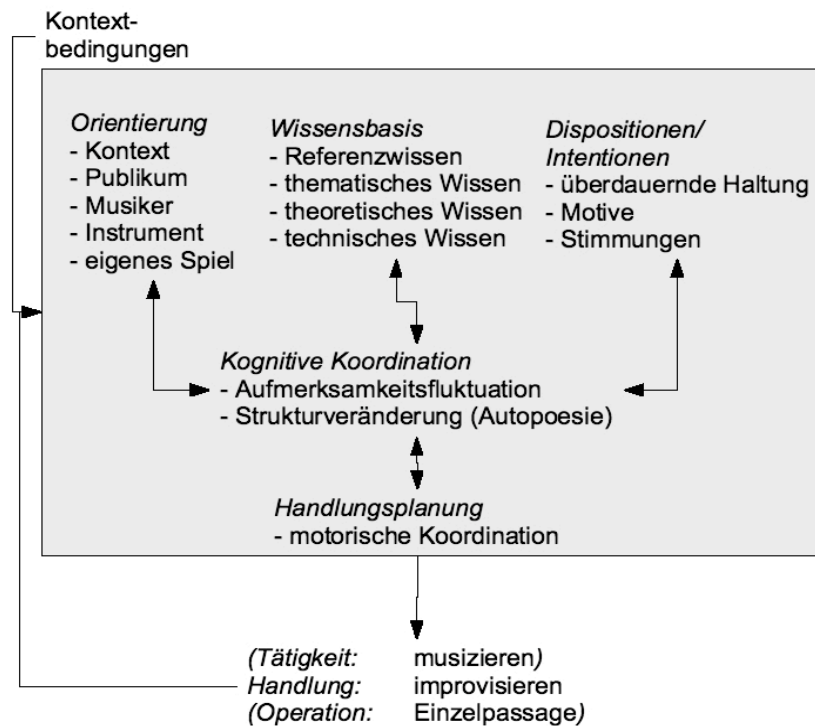 Kontext-
bedingungen
Orientierung
- Kontext
- Publikum
- Musiker
- Instrument
- eigenes Spiel
Wissensbasis
- Referenzwissen
- thematisches Wissen
- theoretisches Wissen
- technisches Wissen
Dispositionen/
Intentionen
- überdauernde Haltung
- Motive
- Stimmungen
Kognitive Koordination
- Aufmerksamkeitsfluktuation
- Strukturveränderung (Autopoesie)
Handlungsplanung
- motorische Koordination
(Tätigkeit: musizieren)
Handlung: improvisieren
(Operation: Einzelpassage)